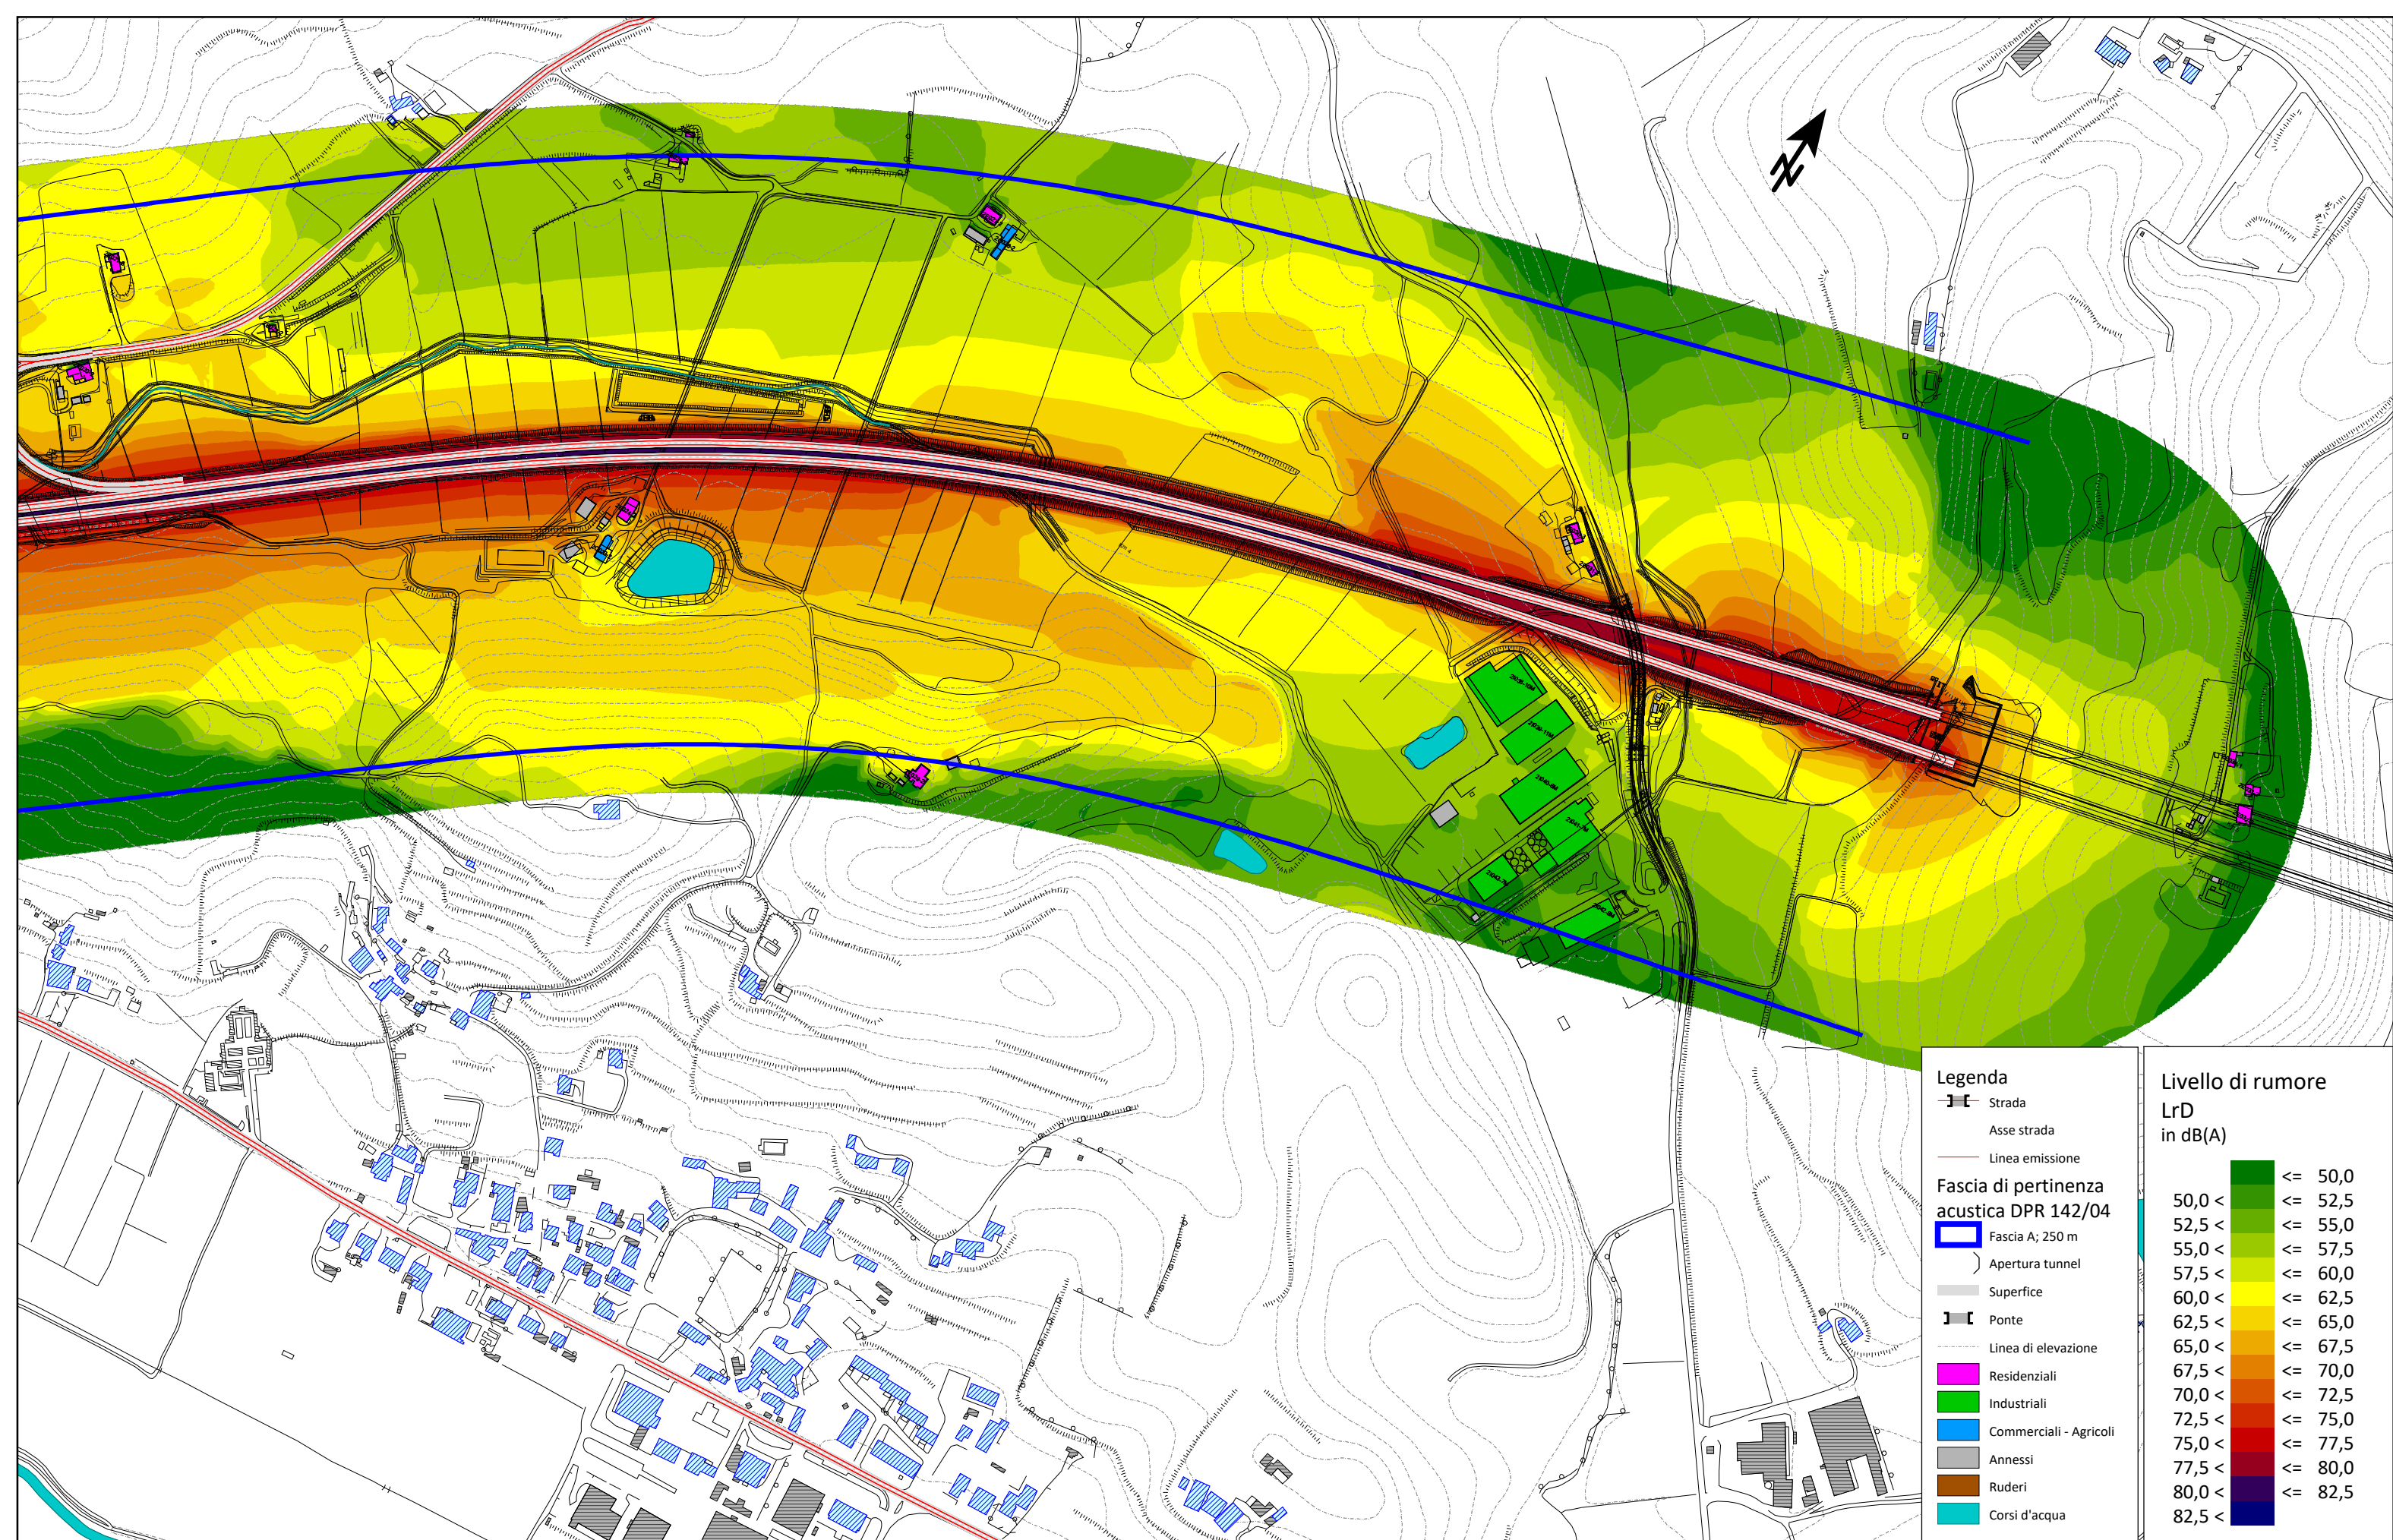 Legenda
Strada
Asse strada
Linea emissione
Fascia di pertinenza
acustica DPR 142/04
Fascia A; 250 m
Apertura tunnel
Superfice
Ponte
Linea di elevazione
Residenziali
Industriali
Commerciali - Agricoli
Annessi
Ruderi
Corsi d'acqua
Livello di rumore
LrD
in dB(A)
<= 50,0
50,0 < <= 52,5
52,5 < <= 55,0
55,0 < <= 57,5
57,5 < <= 60,0
60,0 < <= 62,5
62,5 < <= 65,0
65,0 < <= 67,5
67,5 < <= 70,0
70,0 < <= 72,5
72,5 < <= 75,0
75,0 < <= 77,5
77,5 < <= 80,0
80,0 < <= 82,5
82,5 <